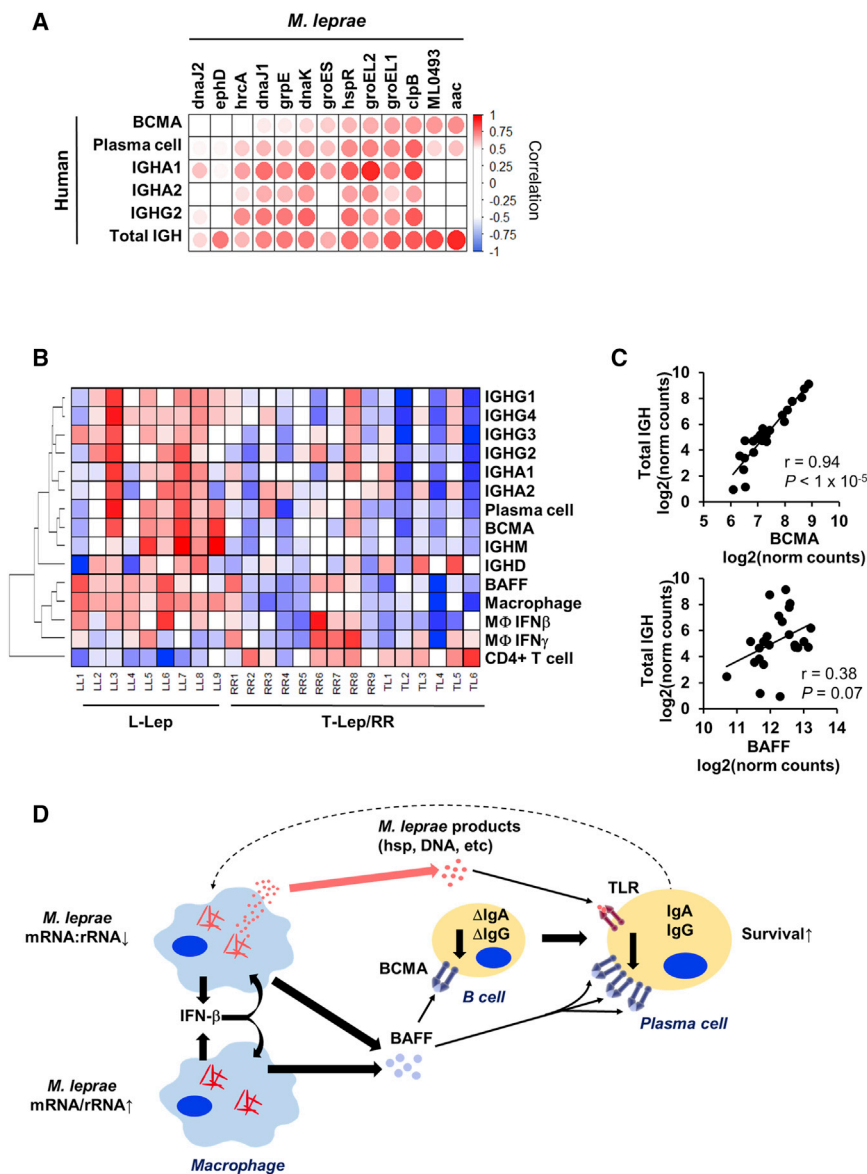 A
M. leprae
dnaJ2
ephD
hrcA
dnaJ1
grpE
dnaK
groES
hspR
groEL2
groEL1
clpB
ML0493
aac
Human
BCMA
Plasma cell
IGHA1
IGHA2
IGHG2
Total IGH
1
0.75
0.5
0.25
0
-0.25
-0.5
-0.75
-1
Correlation
B
IGHG1
IGHG4
IGHG3
IGHG2
IGHA1
IGHA2
Plasma cell
BCMA
IGHM
IGHD
BAFF
Macrophage
MΦ IFNβ
MΦ IFNγ
CD4+ T cell
LL1
LL2
LL3
LL4
LL5
LL6
LL7
LL8
LL9
RR1
RR2
RR3
RR4
RR5
RR6
RR7
RR8
RR9
TL1
TL2
TL3
TL4
TL5
TL6
L-Lep
T-Lep/RR
C
Total IGH
log2(norm counts)
10
8
6
4
2
0
r = 0.94
P < 1 x 10-5
5 6 7 8 9 10
BCMA
log2(norm counts)
Total IGH
log2(norm counts)
10
8
6
4
2
0
r = 0.38
P = 0.07
10 11 12 13 14
BAFF
log2(norm counts)
D
M. leprae products
(hsp, DNA, etc)
TLR
M. leprae
mRNA:rRNA↓
ΔIgA
ΔIgG
IgA
IgG
Survival↑
BCMA
B cell
Plasma cell
IFN-β
BAFF
M. leprae
mRNA/rRNA↑
Macrophage